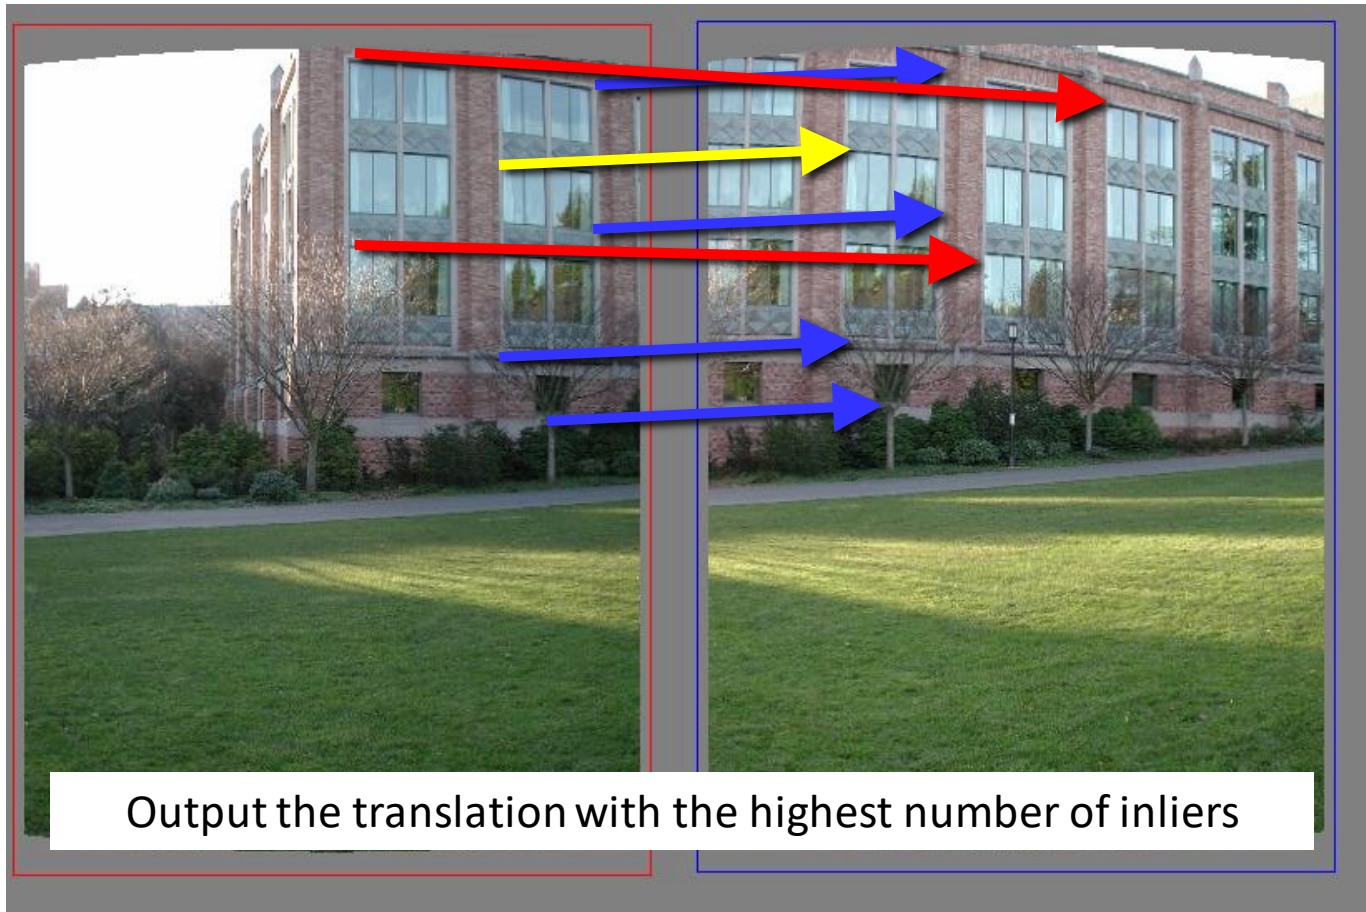 Output the translation with the highest number of inliers